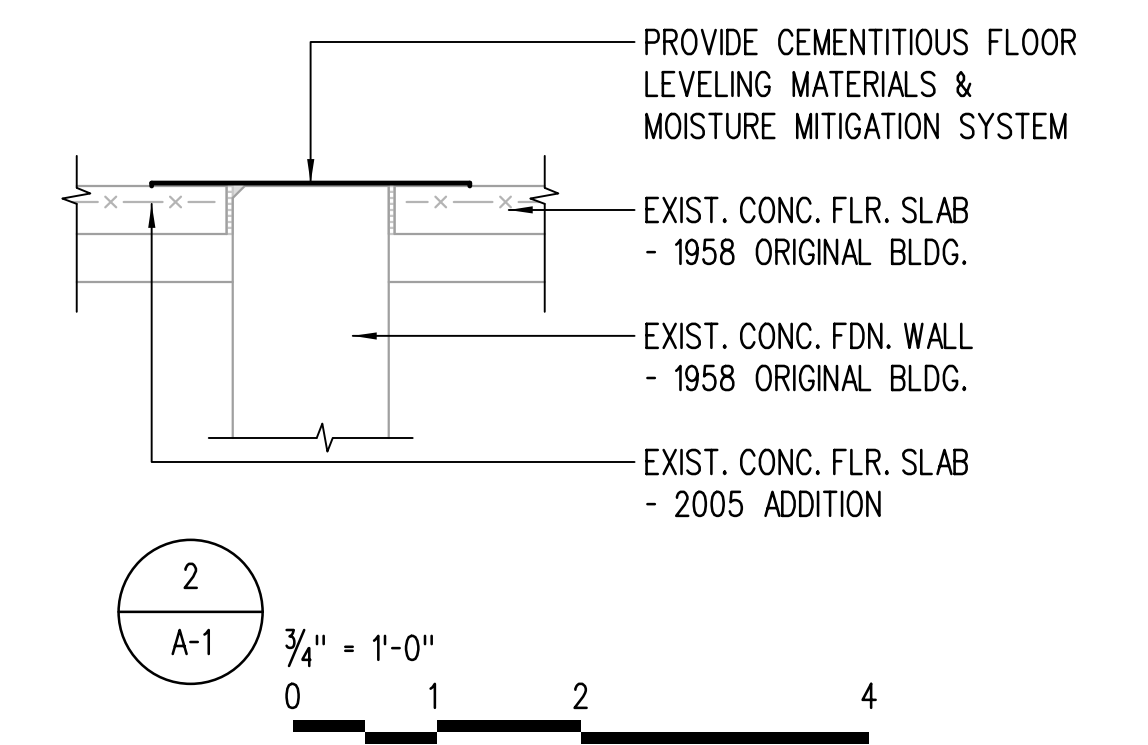 PROVIDE CEMENTITIOUS FLOOR
LEVELING MATERIALS &
MOISTURE MITIGATION SYSTEM
EXIST. CONC. FLR. SLAB
- 1958 ORIGINAL BLDG.
EXIST. CONC. FDN. WALL
- 1958 ORIGINAL BLDG.
EXIST. CONC. FLR. SLAB
- 2005 ADDITION
2
A-1
3/4" = 1'-0"
0 1 2 4